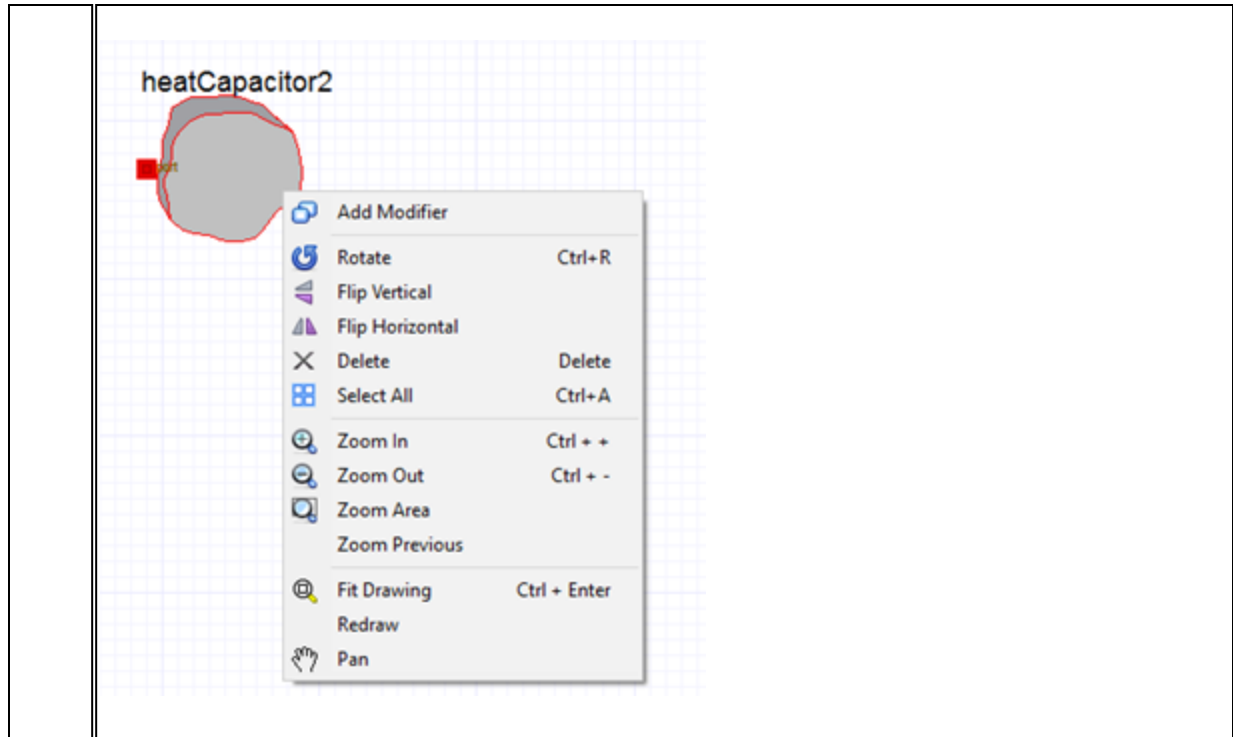 heatCapacitor2
port
Add Modifier
Rotate Ctrl+R
Flip Vertical
Flip Horizontal
Delete Delete
Select All Ctrl+A
Zoom In Ctrl + +
Zoom Out Ctrl + -
Zoom Area
Zoom Previous
Fit Drawing Ctrl + Enter
Redraw
Pan